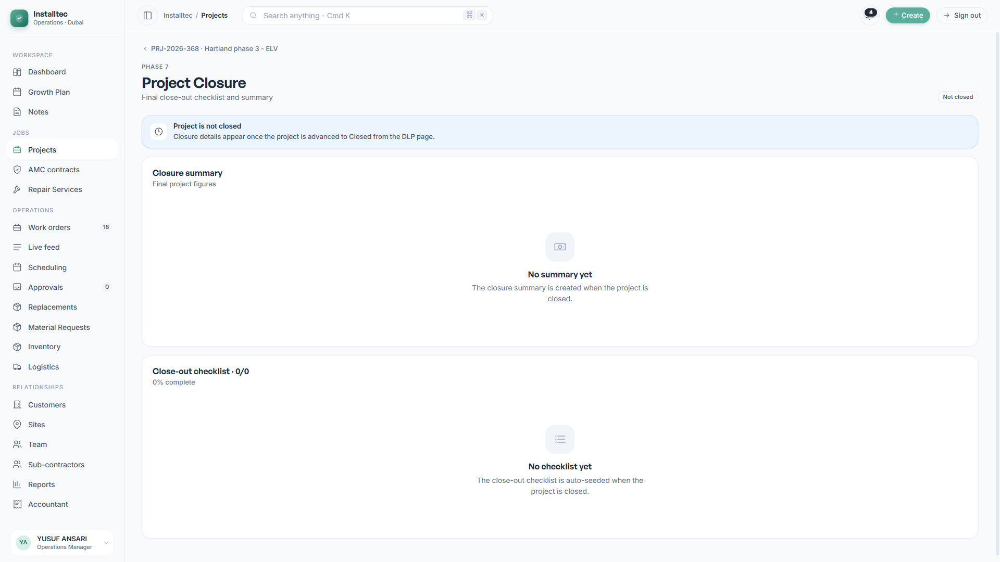 Installtec
Operations · Dubai
WORKSPACE
Dashboard
Growth Plan
Notes
JOBS
Projects
AMC contracts
Repair Services
OPERATIONS
Work orders 18
Live feed
Scheduling
Approvals 0
Replacements
Material Requests
Inventory
Logistics
RELATIONSHIPS
Customers
Sites
Team
Sub-contractors
Reports
Accountant
YA
YUSUF ANSARI
Operations Manager
Installtec / Projects
Search anything - Cmd K
⌘ K
4
+ Create
Sign out
PRJ-2026-368 · Hartland phase 3 - ELV
PHASE 7
Project Closure
Final close-out checklist and summary
Not closed
Project is not closed
Closure details appear once the project is advanced to Closed from the DLP page.
Closure summary
Final project figures
No summary yet
The closure summary is created when the project is
closed.
Close-out checklist · 0/0
0% complete
No checklist yet
The close-out checklist is auto-seeded when the
project is closed.